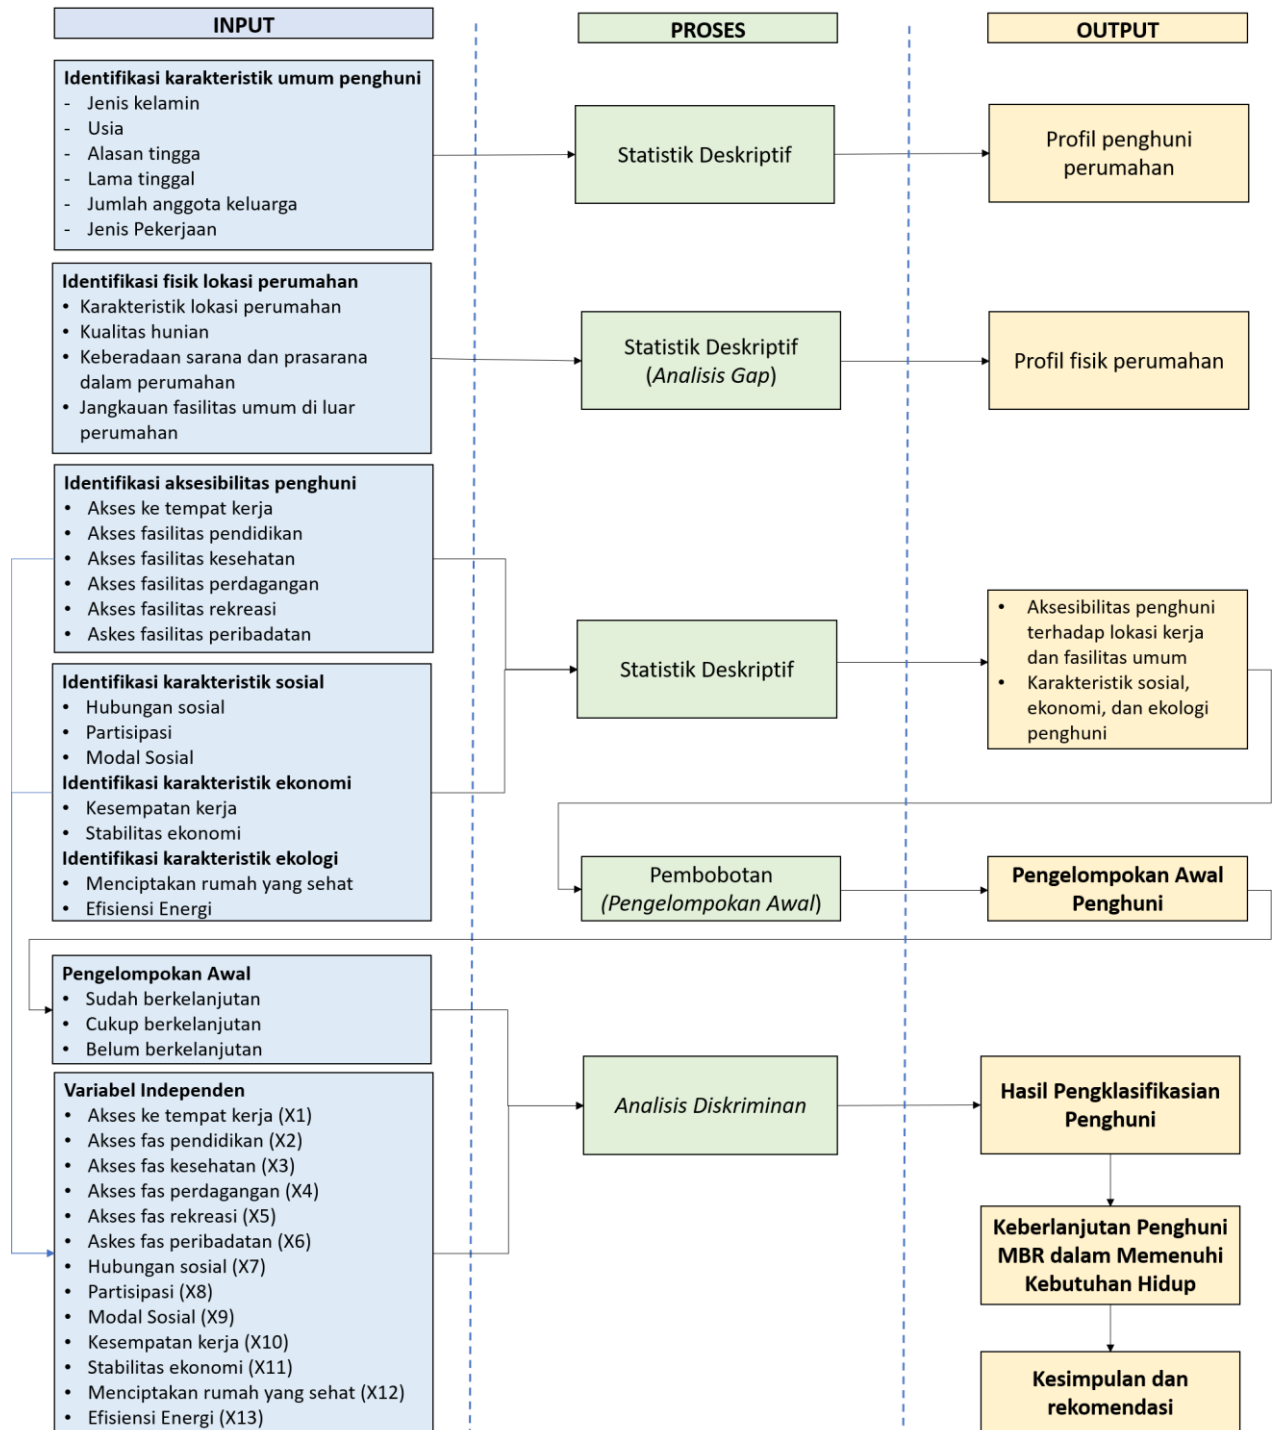 INPUT
PROSES
OUTPUT
Identifikasi karakteristik umum penghuni
- Jenis kelamin
- Usia
- Alasan tingga
- Lama tinggal
- Jumlah anggota keluarga
- Jenis Pekerjaan
Statistik Deskriptif
Profil penghuni
perumahan
Identifikasi fisik lokasi perumahan
• Karakteristik lokasi perumahan
• Kualitas hunian
• Keberadaan sarana dan prasarana
dalam perumahan
• Jangkauan fasilitas umum di luar
perumahan
Statistik Deskriptif
(Analisis Gap)
Profil fisik perumahan
Identifikasi aksesibilitas penghuni
• Akses ke tempat kerja
• Akses fasilitas pendidikan
• Akses fasilitas kesehatan
• Akses fasilitas perdagangan
• Akses fasilitas rekreasi
• Askes fasilitas peribadatan
Identifikasi karakteristik sosial
• Hubungan sosial
• Partisipasi
• Modal Sosial
Identifikasi karakteristik ekonomi
• Kesempatan kerja
• Stabilitas ekonomi
Identifikasi karakteristik ekologi
• Menciptakan rumah yang sehat
• Efisiensi Energi
Statistik Deskriptif
• Aksesibilitas penghuni
terhadap lokasi kerja
dan fasilitas umum
• Karakteristik sosial,
ekonomi, dan ekologi
penghuni
Pembobotan
(Pengelompokan Awal)
Pengelompokan Awal
Penghuni
Pengelompokan Awal
• Sudah berkelanjutan
• Cukup berkelanjutan
• Belum berkelanjutan
Variabel Independen
• Akses ke tempat kerja (X1)
• Akses fas pendidikan (X2)
• Akses fas kesehatan (X3)
• Akses fas perdagangan (X4)
• Akses fas rekreasi (X5)
• Askes fas peribadatan (X6)
• Hubungan sosial (X7)
• Partisipasi (X8)
• Modal Sosial (X9)
• Kesempatan kerja (X10)
• Stabilitas ekonomi (X11)
• Menciptakan rumah yang sehat (X12)
• Efisiensi Energi (X13)
Analisis Diskriminan
Hasil Pengklasifikasian
Penghuni
Keberlanjutan Penghuni
MBR dalam Memenuhi
Kebutuhan Hidup
Kesimpulan dan
rekomendasi